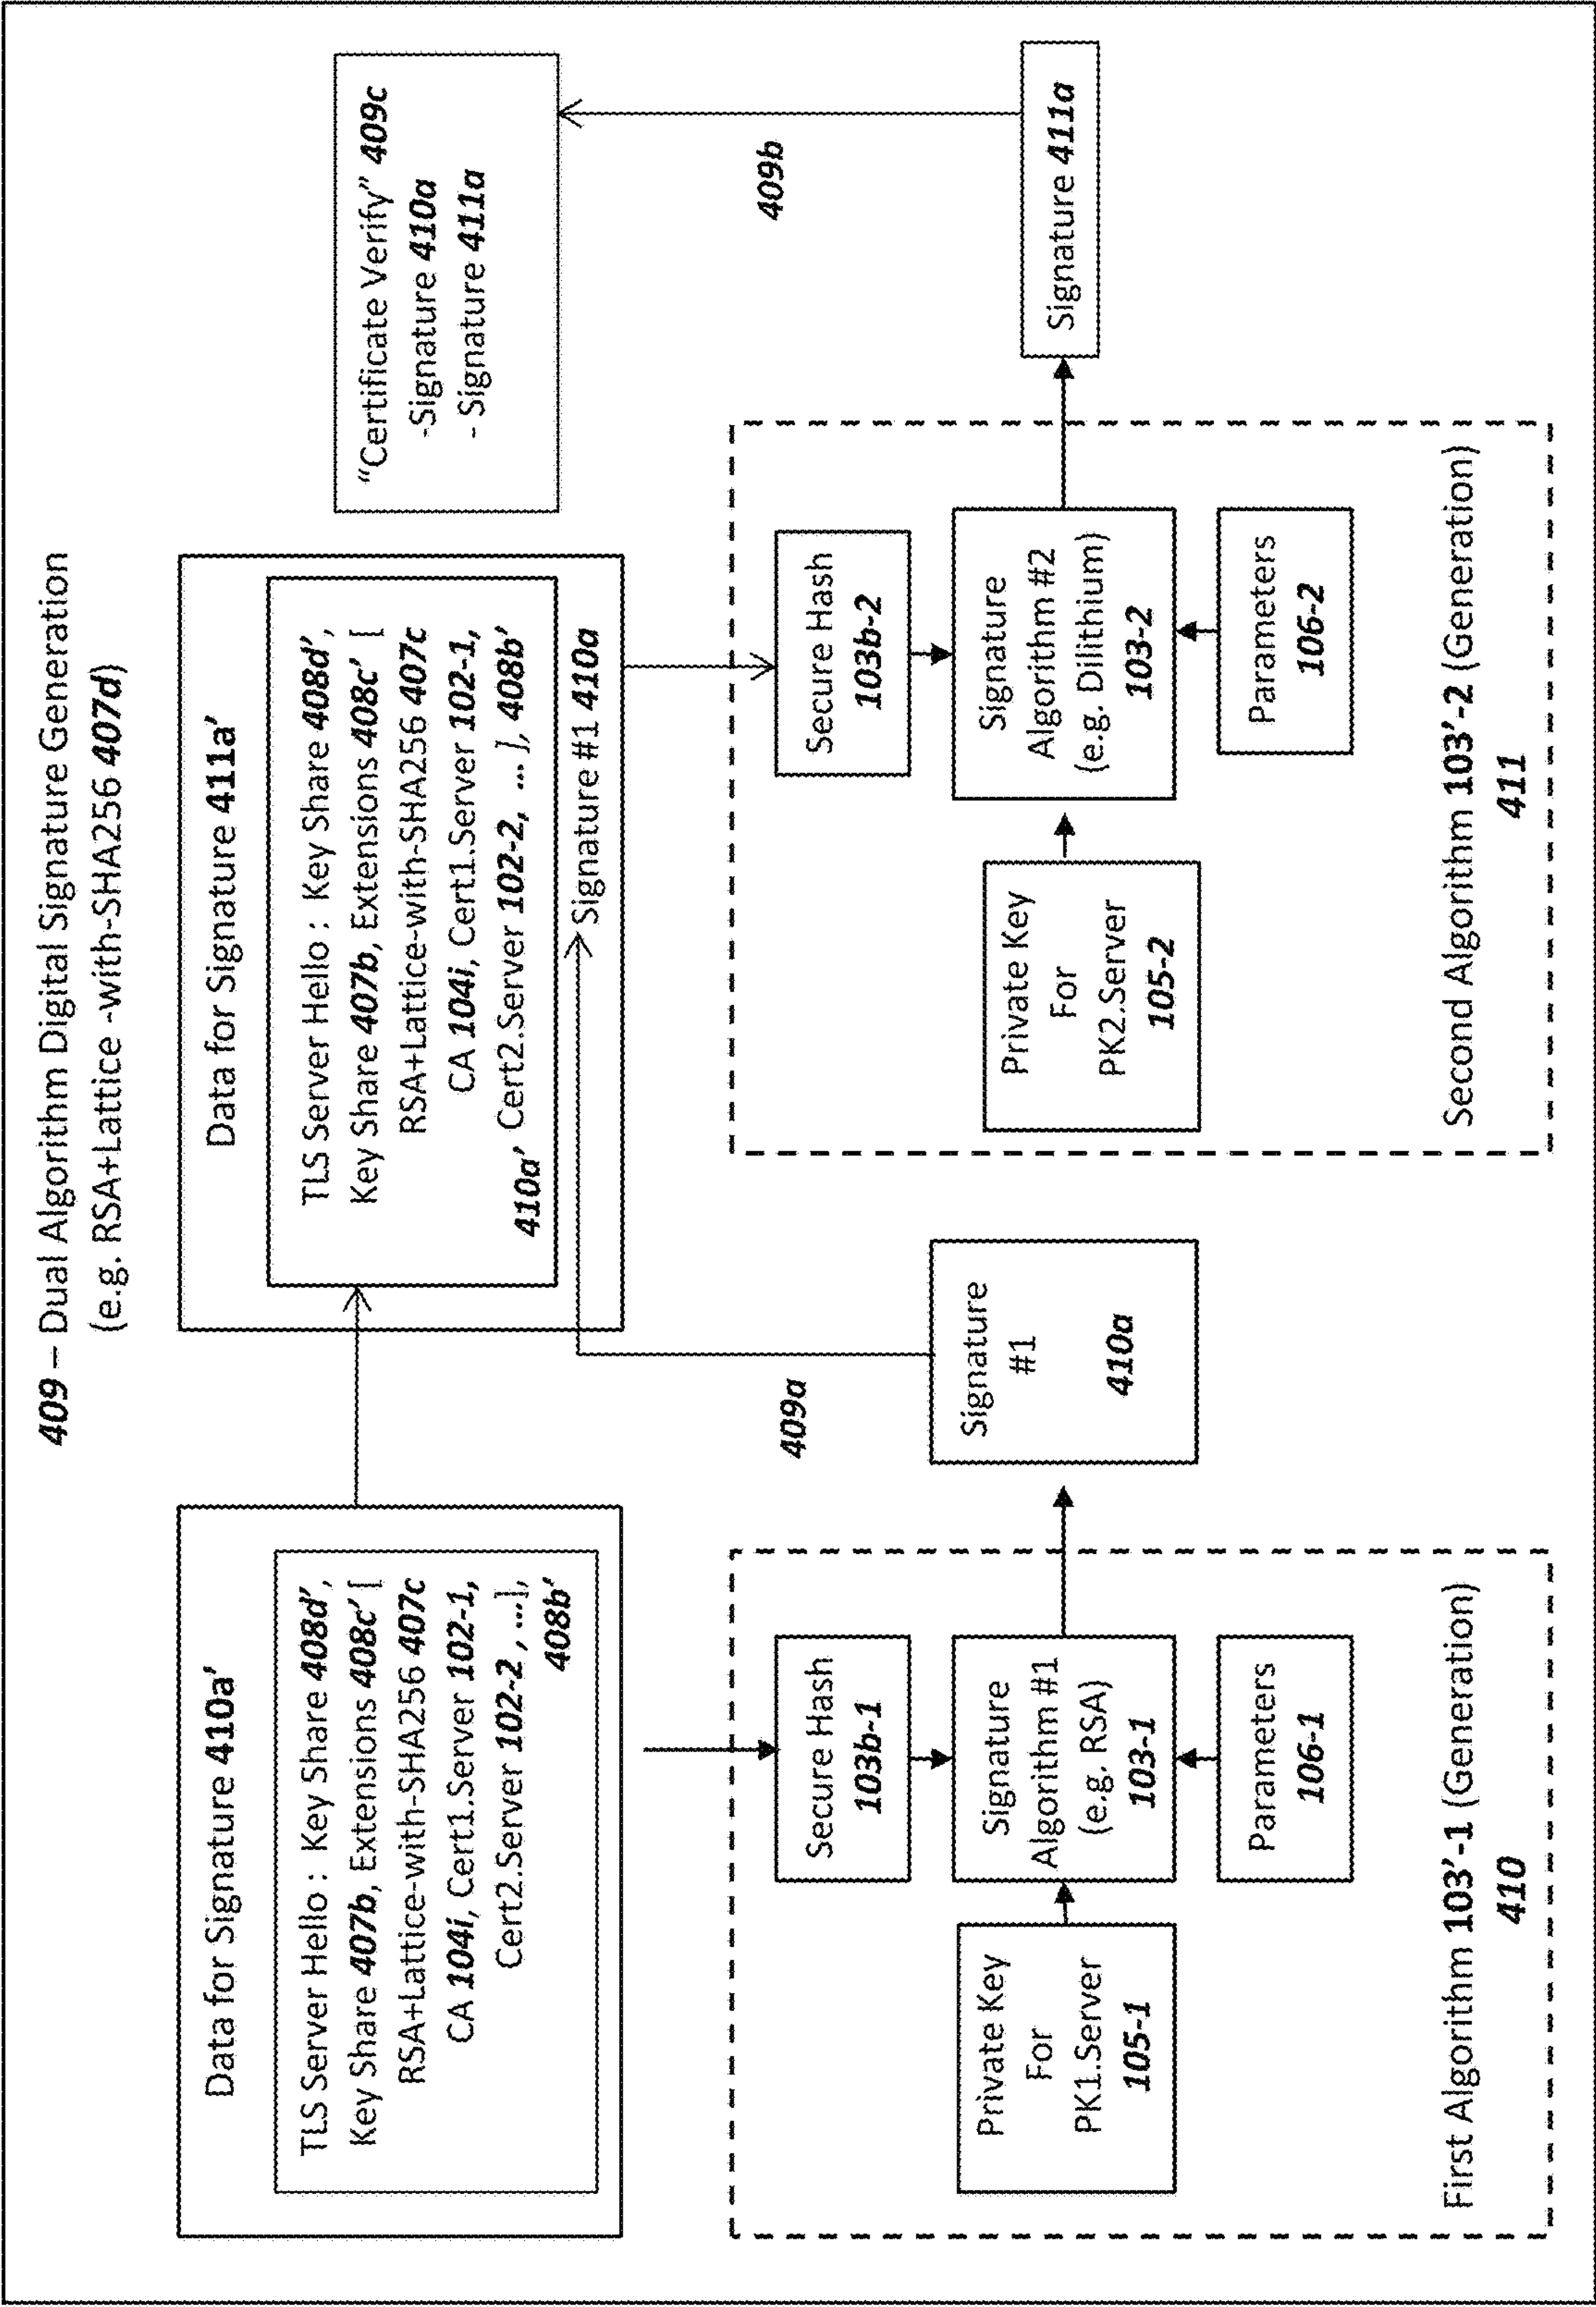 409 – Dual Algorithm Digital Signature Generation
(e.g. RSA+Lattice -with-SHA256 407d)
Data for Signature 410a’
TLS Server Hello : Key Share 408d’,
Key Share 407b, Extensions 408c’ [
RSA+Lattice-with-SHA256 407c
CA 104i, Cert1.Server 102-1,
Cert2.Server 102-2 , ...],
408b’
Data for Signature 411a’
TLS Server Hello : Key Share 408d’,
Key Share 407b, Extensions 408c’ [
RSA+Lattice-with-SHA256 407c
CA 104i, Cert1.Server 102-1,
410a’ Cert2.Server 102-2, ... ], 408b’
Signature #1 410a
“Certificate Verify” 409c
-Signature 410a
- Signature 411a
409a
409b
Secure Hash
103b-1
Private Key
For
PK1.Server
105-1
Signature
Algorithm #1
(e.g. RSA)
103-1
Parameters
106-1
First Algorithm 103’-1 (Generation)
410
Signature
#1
410a
Secure Hash
103b-2
Private Key
For
PK2.Server
105-2
Signature
Algorithm #2
(e.g. Dilithium)
103-2
Parameters
106-2
Second Algorithm 103’-2 (Generation)
411
Signature 411a